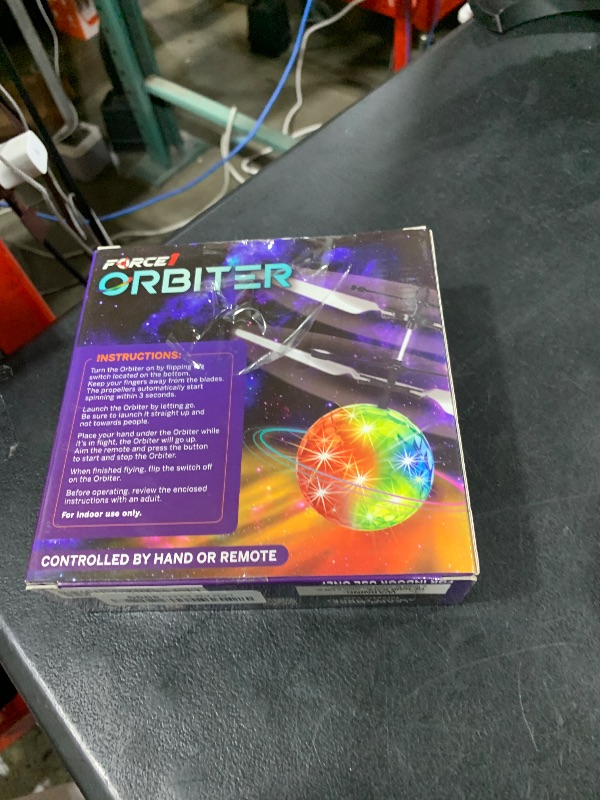 FORCE1
ORBITER
INSTRUCTIONS:
Turn the Orbiter on by flipping
switch located on the bottom.
Keep your fingers away from the blades.
The propellers automatically start
spinning within 3 seconds.
Launch the Orbiter by letting go.
Be sure to launch it straight up and
not towards people.
Place your hand under the Orbiter while
it's in flight, the Orbiter will go up.
Aim the remote and press the button
to start and stop the Orbiter.
When finished flying, flip the switch off
on the Orbiter.
Before operating, review the enclosed
instructions with an adult.
For indoor use only.
CONTROLLED BY HAND OR REMOTE
FOR INDOOR USE ONLY
WARNING